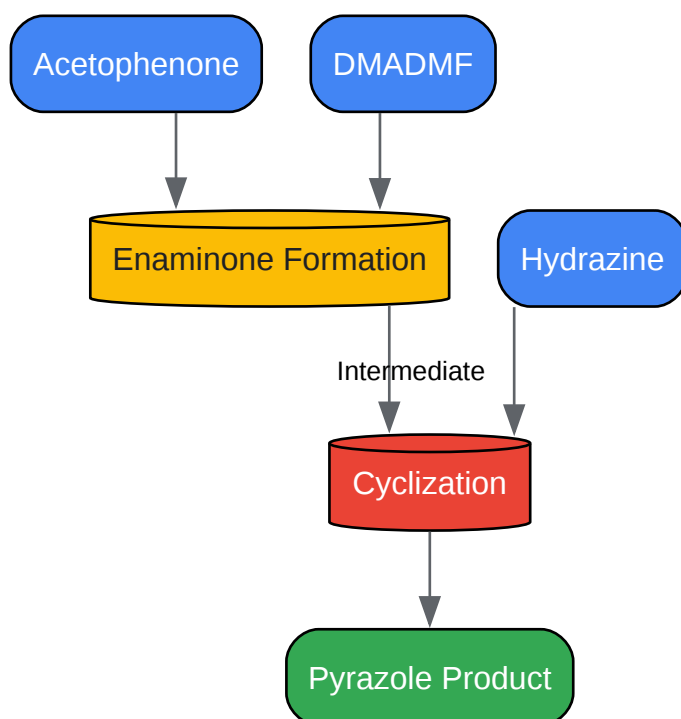 Acetophenone
DMADMF
Enaminone Formation
Hydrazine
Intermediate
Cyclization
Pyrazole Product